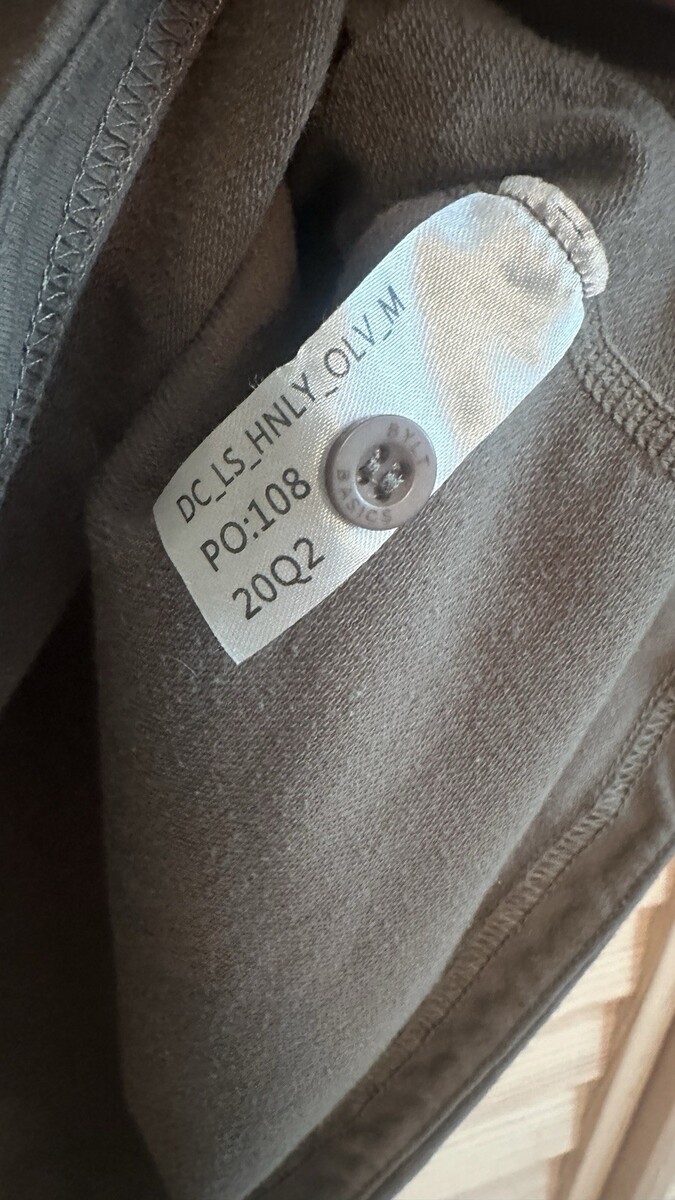 DC_LS_HNLY_OLV_M
PO:108
20Q2
BYLT
BASICS